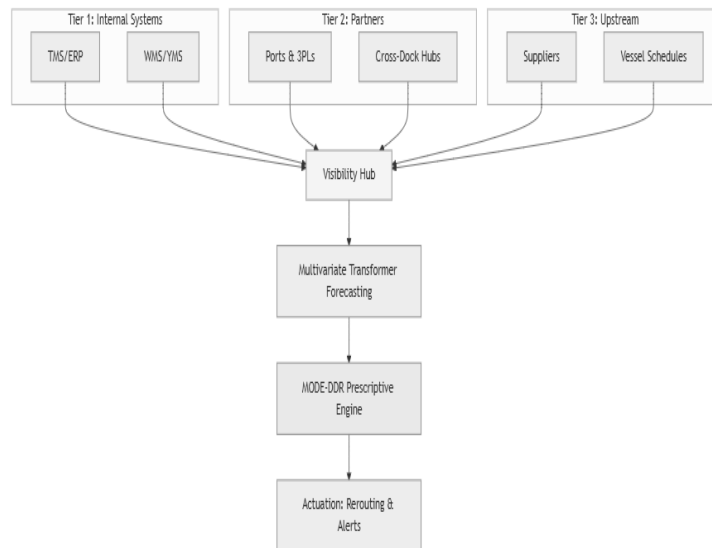 Tier 1: Internal Systems
Tier 2: Partners
Tier 3: Upstream
TMS/ERP
WMS/YMS
Ports & 3PLs
Cross-Dock Hubs
Suppliers
Vessel Schedules
Visibility Hub
Multivariate Transformer
Forecasting
MODE-DDR Prescriptive
Engine
Actuation: Rerouting &
Alerts